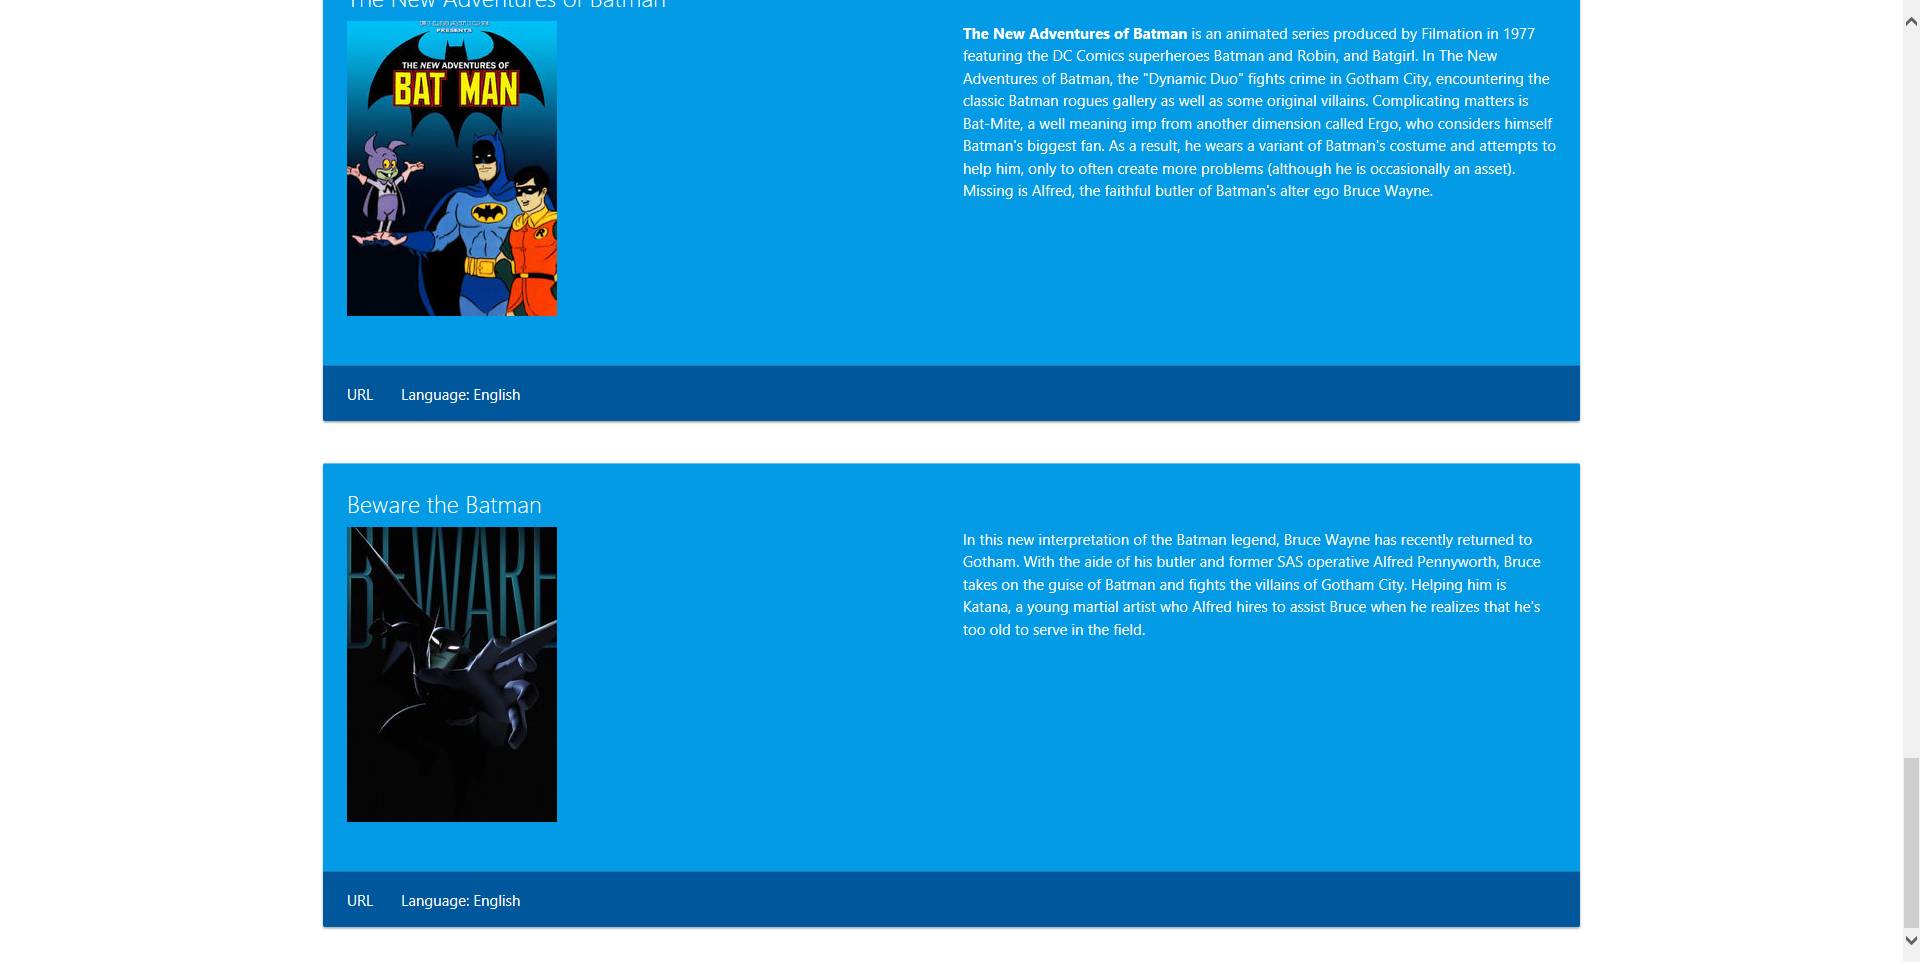 The New Adventures of Batman
FILMATION
PRESENTS
THE NEW ADVENTURES OF
BAT MAN
The New Adventures of Batman is an animated series produced by Filmation in 1977
featuring the DC Comics superheroes Batman and Robin, and Batgirl. In The New
Adventures of Batman, the "Dynamic Duo" fights crime in Gotham City, encountering the
classic Batman rogues gallery as well as some original villains. Complicating matters is
Bat-Mite, a well meaning imp from another dimension called Ergo, who considers himself
Batman's biggest fan. As a result, he wears a variant of Batman's costume and attempts to
help him, only to often create more problems (although he is occasionally an asset).
Missing is Alfred, the faithful butler of Batman's alter ego Bruce Wayne.
M
R
URL Language: English
Beware the Batman
BEWARE
In this new interpretation of the Batman legend, Bruce Wayne has recently returned to
Gotham. With the aide of his butler and former SAS operative Alfred Pennyworth, Bruce
takes on the guise of Batman and fights the villains of Gotham City. Helping him is
Katana, a young martial artist who Alfred hires to assist Bruce when he realizes that he's
too old to serve in the field.
URL Language: English